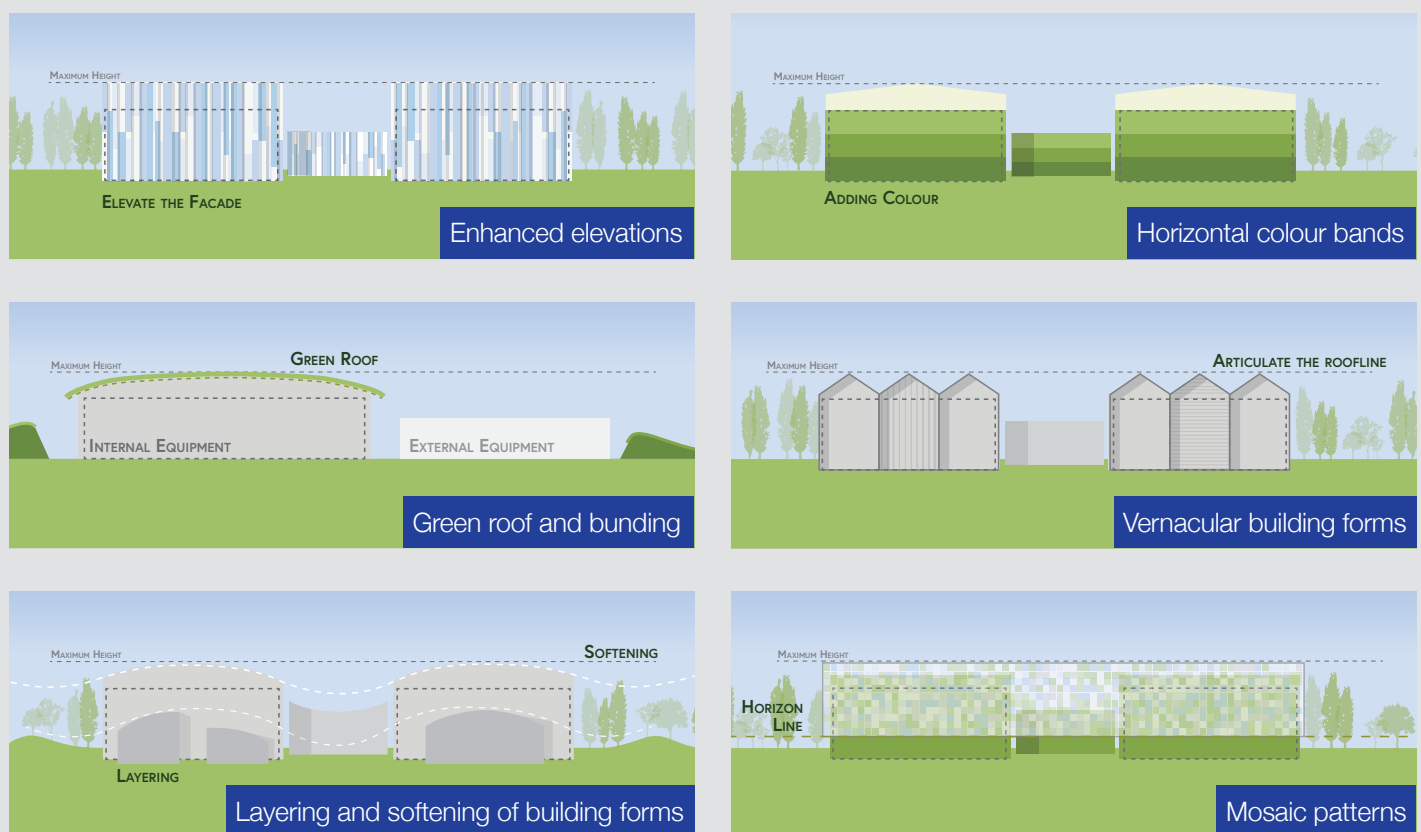 Maximum Height
Elevate the Facade
Enhanced elevations
Maximum Height
Adding Colour
Horizontal colour bands
Maximum Height
Green Roof
Internal Equipment
External Equipment
Green roof and bunding
Maximum Height
Articulate the roofline
Vernacular building forms
Maximum Height
Softening
Layering
Layering and softening of building forms
Maximum Height
Horizon
Line
Mosaic patterns